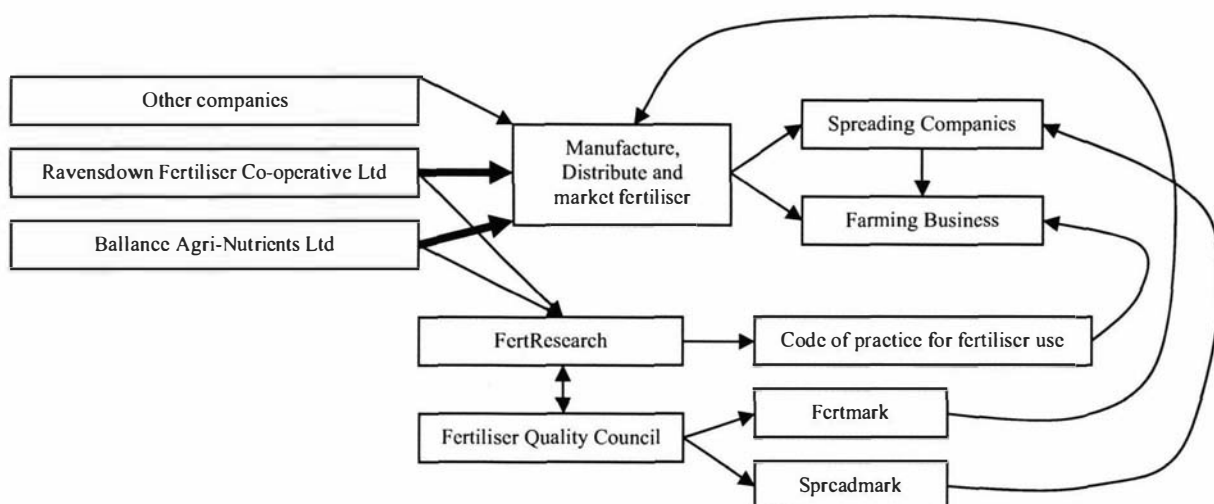 Other companies
Ravensdown Fertiliser Co-operative Ltd
Ballance Agri-Nutrients Ltd
Manufacture,
Distribute and
market fertiliser
Spreading Companies
Farming Business
FertResearch
Code of practice for fertiliser use
Fertiliser Quality Council
Fertmark
Spreadmark